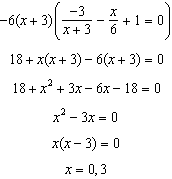 −6(x + 3)(−3/(x + 3) − x/6 + 1 = 0)
18 + x(x + 3) − 6(x + 3) = 0
18 + x² + 3x − 6x − 18 = 0
x² − 3x = 0
x(x − 3) = 0
x = 0, 3